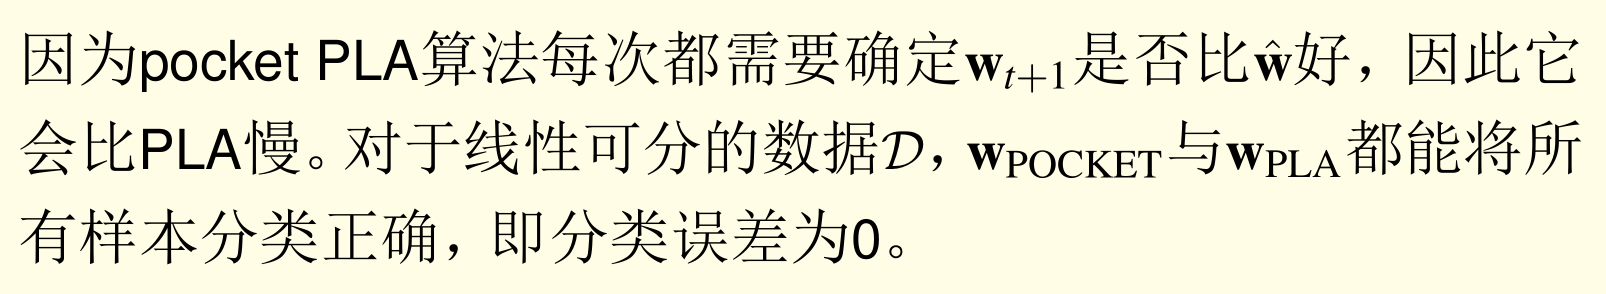 因为pocket PLA算法每次都需要确定𝐰ₜ₊₁是否比ŵ好，因此它
会比PLA慢。对于线性可分的数据𝒟，w_POCKET与w_PLA都能将所
有样本分类正确，即分类误差为0。